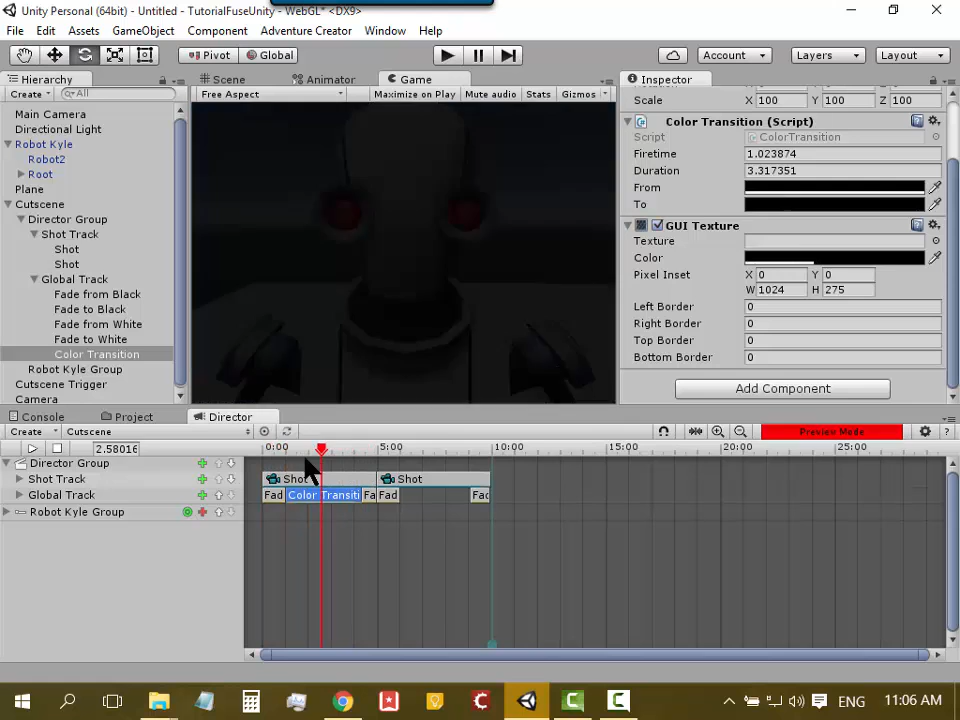 Unity Personal (64bit) - Untitled - TutorialFuseUnity - WebGL* <DX9>
File Edit Assets GameObject Component Adventure Creator Window Help
Pivot Global Account Layers Layout
Hierarchy Scene Animator Game Inspector
Create All Free Aspect Maximize on Play Mute audio Stats Gizmos
Scale X 100 Y 100 Z 100
Main Camera
Directional Light
Robot Kyle
Robot2
Root
Plane
Cutscene
Director Group
Shot Track
Shot
Shot
Global Track
Fade from Black
Fade to Black
Fade from White
Fade to White
Color Transition
Robot Kyle Group
Cutscene Trigger
Camera
Color Transition (Script)
Script ColorTransition
Firetime 1.023874
Duration 3.317351
From
To
GUI Texture
Texture
Color
Pixel Inset X 0 Y 0
W 1024 H 275
Left Border 0
Right Border 0
Top Border 0
Bottom Border 0
Add Component
Console Project Director
Create Cutscene Preview Mode ?
2.58016 0:00 5:00 10:00 15:00 20:00 25:00
Director Group
Shot Track Shot Shot
Global Track Fad Color Transiti Fa Fad Fac
Robot Kyle Group
ENG 11:06 AM